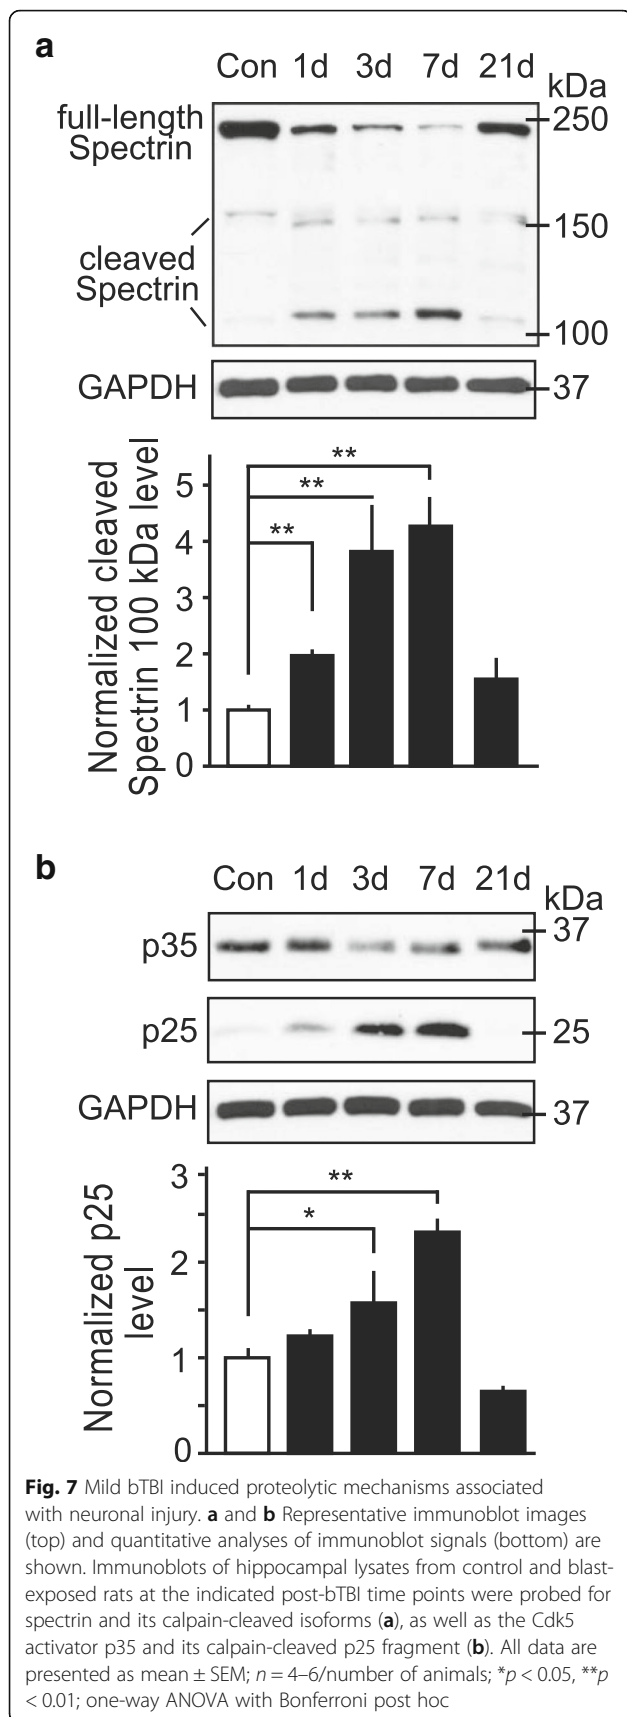 a
Con 1d 3d 7d 21d
kDa
full-length
Spectrin
250
150
cleaved
Spectrin
100
GAPDH
37
Normalized cleaved
Spectrin 100 kDa level
5
4
3
2
1
0
**
**
**
b
Con 1d 3d 7d 21d
kDa
p35
37
p25
25
GAPDH
37
Normalized p25
level
3
2
1
0
**
*
Fig. 7 Mild bTBI induced proteolytic mechanisms associated
with neuronal injury. a and b Representative immunoblot images
(top) and quantitative analyses of immunoblot signals (bottom) are
shown. Immunoblots of hippocampal lysates from control and blast-
exposed rats at the indicated post-bTBI time points were probed for
spectrin and its calpain-cleaved isoforms (a), as well as the Cdk5
activator p35 and its calpain-cleaved p25 fragment (b). All data are
presented as mean ± SEM; n = 4–6/number of animals; *p < 0.05, **p
< 0.01; one-way ANOVA with Bonferroni post hoc